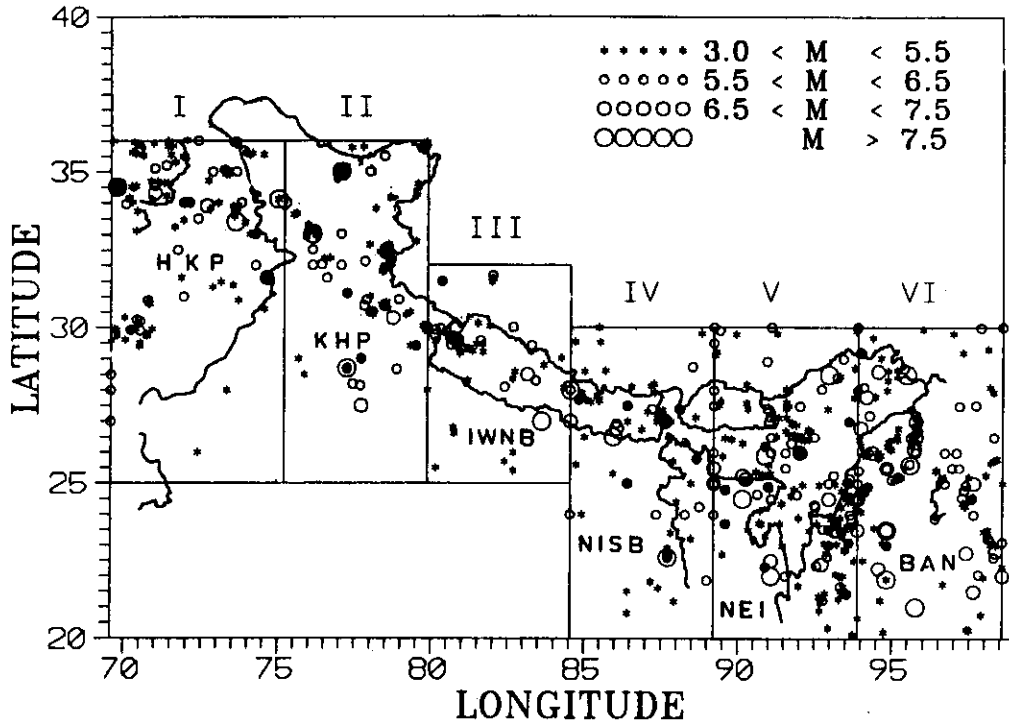 40
35
30
25
20
LATITUDE
70 75 80 85 90 95
LONGITUDE
3.0 < M < 5.5
5.5 < M < 6.5
6.5 < M < 7.5
M > 7.5
I II
III
IV V VI
HKP
KHP
IWNB
NISB
NEI
BAN